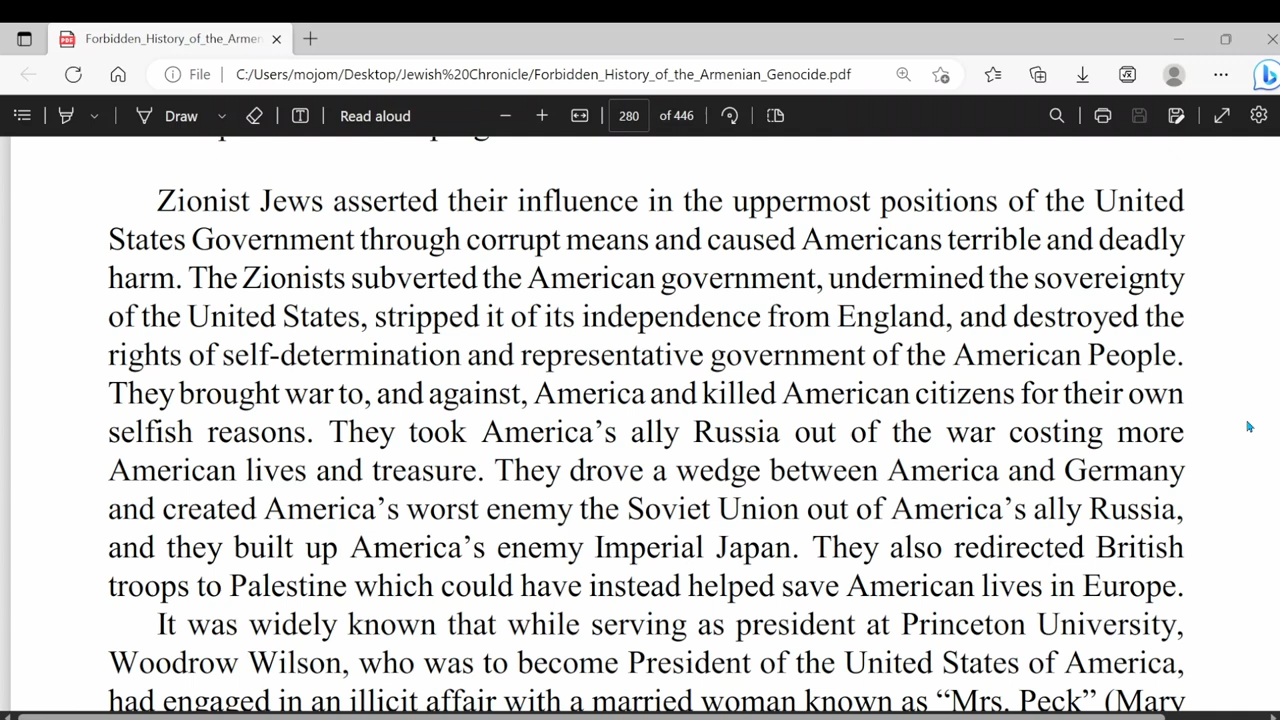 Forbidden_History_of_the_Armen
File
C:/Users/mojom/Desktop/Jewish%20Chronicle/Forbidden_History_of_the_Armenian_Genocide.pdf
Draw
Read aloud
280 of 446
Zionist Jews asserted their influence in the uppermost positions of the United
States Government through corrupt means and caused Americans terrible and deadly
harm. The Zionists subverted the American government, undermined the sovereignty
of the United States, stripped it of its independence from England, and destroyed the
rights of self-determination and representative government of the American People.
They brought war to, and against, America and killed American citizens for their own
selfish reasons. They took America’s ally Russia out of the war costing more
American lives and treasure. They drove a wedge between America and Germany
and created America’s worst enemy the Soviet Union out of America’s ally Russia,
and they built up America’s enemy Imperial Japan. They also redirected British
troops to Palestine which could have instead helped save American lives in Europe.
It was widely known that while serving as president at Princeton University,
Woodrow Wilson, who was to become President of the United States of America,
had engaged in an illicit affair with a married woman known as “Mrs. Peck” (Mary